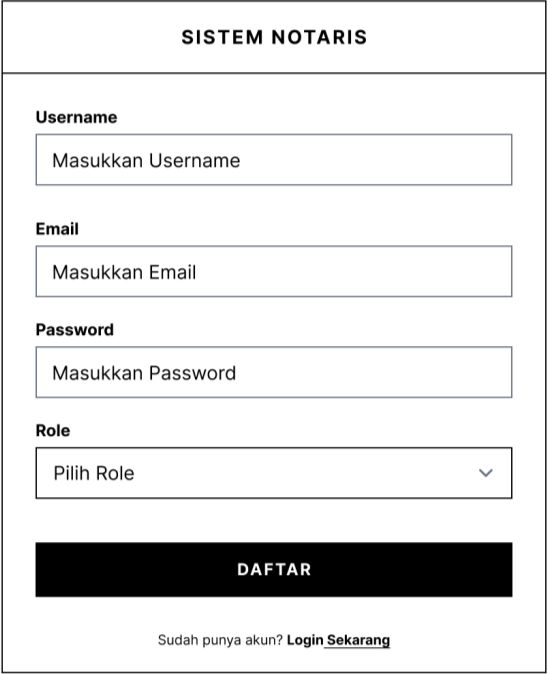 SISTEM NOTARIS
Username
Masukkan Username
Email
Masukkan Email
Password
Masukkan Password
Role
Pilih Role
DAFTAR
Sudah punya akun? Login Sekarang